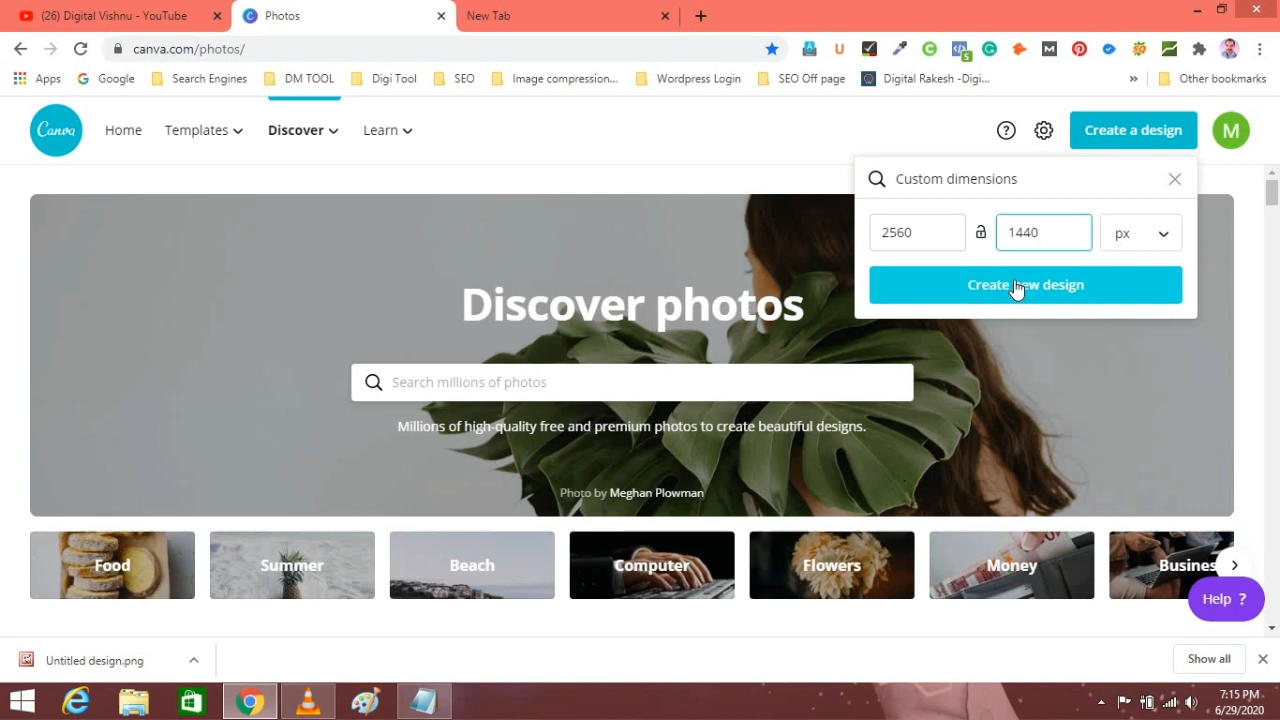 (26) Digital Vishnu - YouTube
Photos
New Tab
canva.com/photos/
Apps
Google
Search Engines
DM TOOL
Digi Tool
SEO
Image compression...
Wordpress Login
SEO Off page
Digital Rakesh -Digi...
»
Other bookmarks
Canva
Home
Templates
Discover
Learn
Create a design
M
Custom dimensions
2560
1440
px
Create new design
Discover photos
Search millions of photos
Millions of high-quality free and premium photos to create beautiful designs.
Photo by Meghan Plowman
Food
Summer
Beach
Computer
Flowers
Money
Busines
Help ?
Untitled design.png
Show all
7:15 PM
6/29/2020